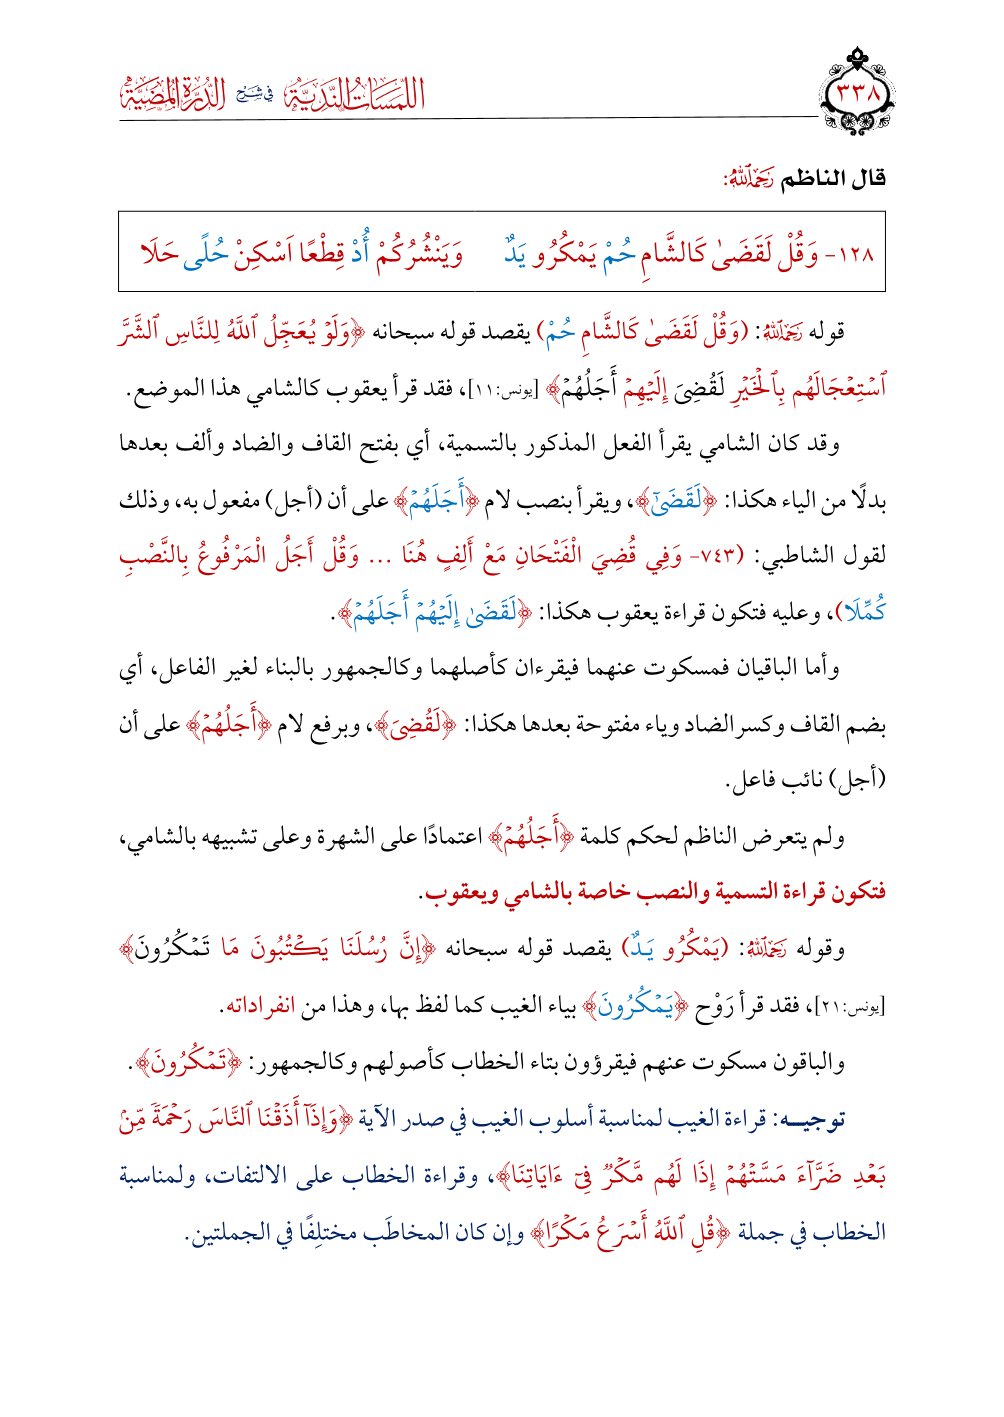 ٣٣٨
اللمسات الندية في شرح الدرة المضية
قال الناظم رَحِمَهُ ٱللَّهُ:
١٢٨- وَقُلْ لَقَضَىٰ كَالشَّامِ حُمْ يَمْكُرُو يَدٌ وَيَنْشُرُكُمْ أُدْ قِطْعًا اَسْكِنْ حُلًى حَلَا
قوله رَحِمَهُ ٱللَّهُ: (وَقُلْ لَقَضَىٰ كَالشَّامِ حُمْ) يقصد قوله سبحانه ﴿وَلَوۡ يُعَجِّلُ ٱللَّهُ لِلنَّاسِ ٱلشَّرَّ
ٱسۡتِعۡجَالَهُم بِٱلۡخَيۡرِ لَقُضِيَ إِلَيۡهِمۡ أَجَلُهُمۡ﴾ [يونس:١١]، فقد قرأ يعقوب كالشامي هذا الموضع.
وقد كان الشامي يقرأ الفعل المذكور بالتسمية، أي بفتح القاف والضاد وألف بعدها
بدلًا من الياء هكذا: ﴿لَقَضَىٰٓ﴾، ويقرأ بنصب لام ﴿أَجَلَهُمۡ﴾ على أن (أجل) مفعول به، وذلك
لقول الشاطبي: (٧٤٣- وَفِي قُضِيَ الْفَتْحَانِ مَعْ أَلِفٍ هُنَا ... وَقُلْ أَجَلُ الْمَرْفُوعُ بِالنَّصْبِ
كُمِّلَا)، وعليه فتكون قراءة يعقوب هكذا: ﴿لَقَضَىٰ إِلَيۡهُمۡ أَجَلَهُمۡ﴾.
وأما الباقيان فمسكوت عنهما فيقرءان كأصلهما وكالجمهور بالبناء لغير الفاعل، أي
بضم القاف وكسر الضاد وياء مفتوحة بعدها هكذا: ﴿لَقُضِيَ﴾، وبرفع لام ﴿أَجَلُهُمۡ﴾ على أن
(أجل) نائب فاعل.
ولم يتعرض الناظم لحكم كلمة ﴿أَجَلُهُمۡ﴾ اعتمادًا على الشهرة وعلى تشبيهه بالشامي،
فتكون قراءة التسمية والنصب خاصة بالشامي ويعقوب.
وقوله رَحِمَهُ ٱللَّهُ: (يَمْكُرُو يَدٌ) يقصد قوله سبحانه ﴿إِنَّ رُسُلَنَا يَكۡتُبُونَ مَا تَمۡكُرُونَ﴾
[يونس:٢١]، فقد قرأ رَوْح ﴿يَمۡكُرُونَ﴾ بياء الغيب كما لفظ بها، وهذا من انفراداته.
والباقون مسكوت عنهم فيقرؤون بتاء الخطاب كأصولهم وكالجمهور: ﴿تَمۡكُرُونَ﴾.
توجيـه: قراءة الغيب لمناسبة أسلوب الغيب في صدر الآية ﴿وَإِذَآ أَذَقۡنَا ٱلنَّاسَ رَحۡمَةٗ مِّنۢ
بَعۡدِ ضَرَّآءَ مَسَّتۡهُمۡ إِذَا لَهُم مَّكۡرٞ فِيٓ ءَايَاتِنَا﴾، وقراءة الخطاب على الالتفات، ولمناسبة
الخطاب في جملة ﴿قُلِ ٱللَّهُ أَسۡرَعُ مَكۡرًا﴾ وإن كان المخاطَب مختلِفًا في الجملتين.